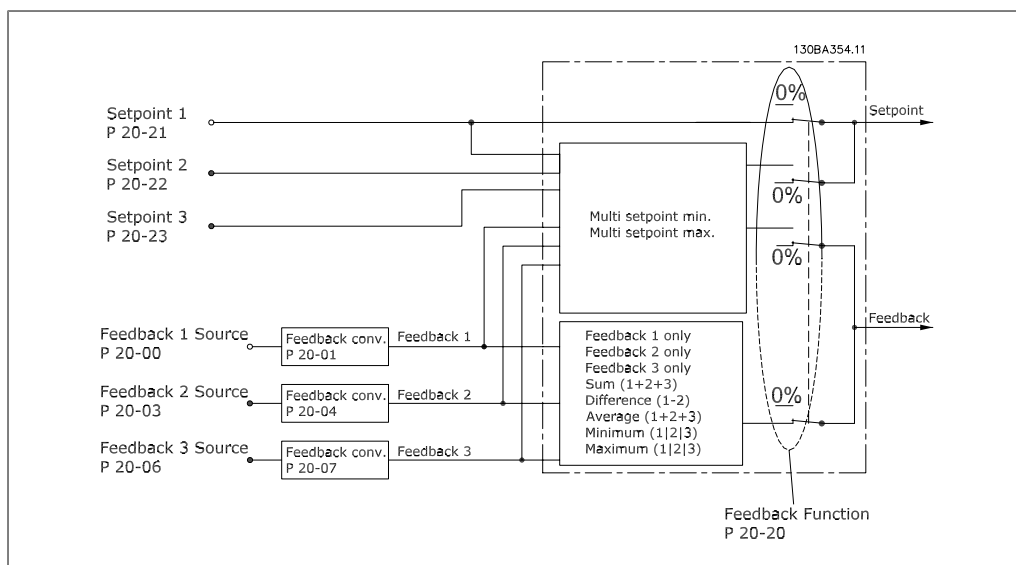 130BA354.11
Setpoint 1
P 20-21
Setpoint 2
P 20-22
Setpoint 3
P 20-23
0%
Setpoint
0%
Multi setpoint min.
Multi setpoint max.
0%
Feedback
Feedback 1 Source
P 20-00
Feedback conv.
P 20-01
Feedback 1
Feedback 2 Source
P 20-03
Feedback conv.
P 20-04
Feedback 2
Feedback 3 Source
P 20-06
Feedback conv.
P 20-07
Feedback 3
Feedback 1 only
Feedback 2 only
Feedback 3 only
Sum (1+2+3)
Difference (1-2)
Average (1+2+3)
Minimum (1|2|3)
Maximum (1|2|3)
0%
Feedback Function
P 20-20